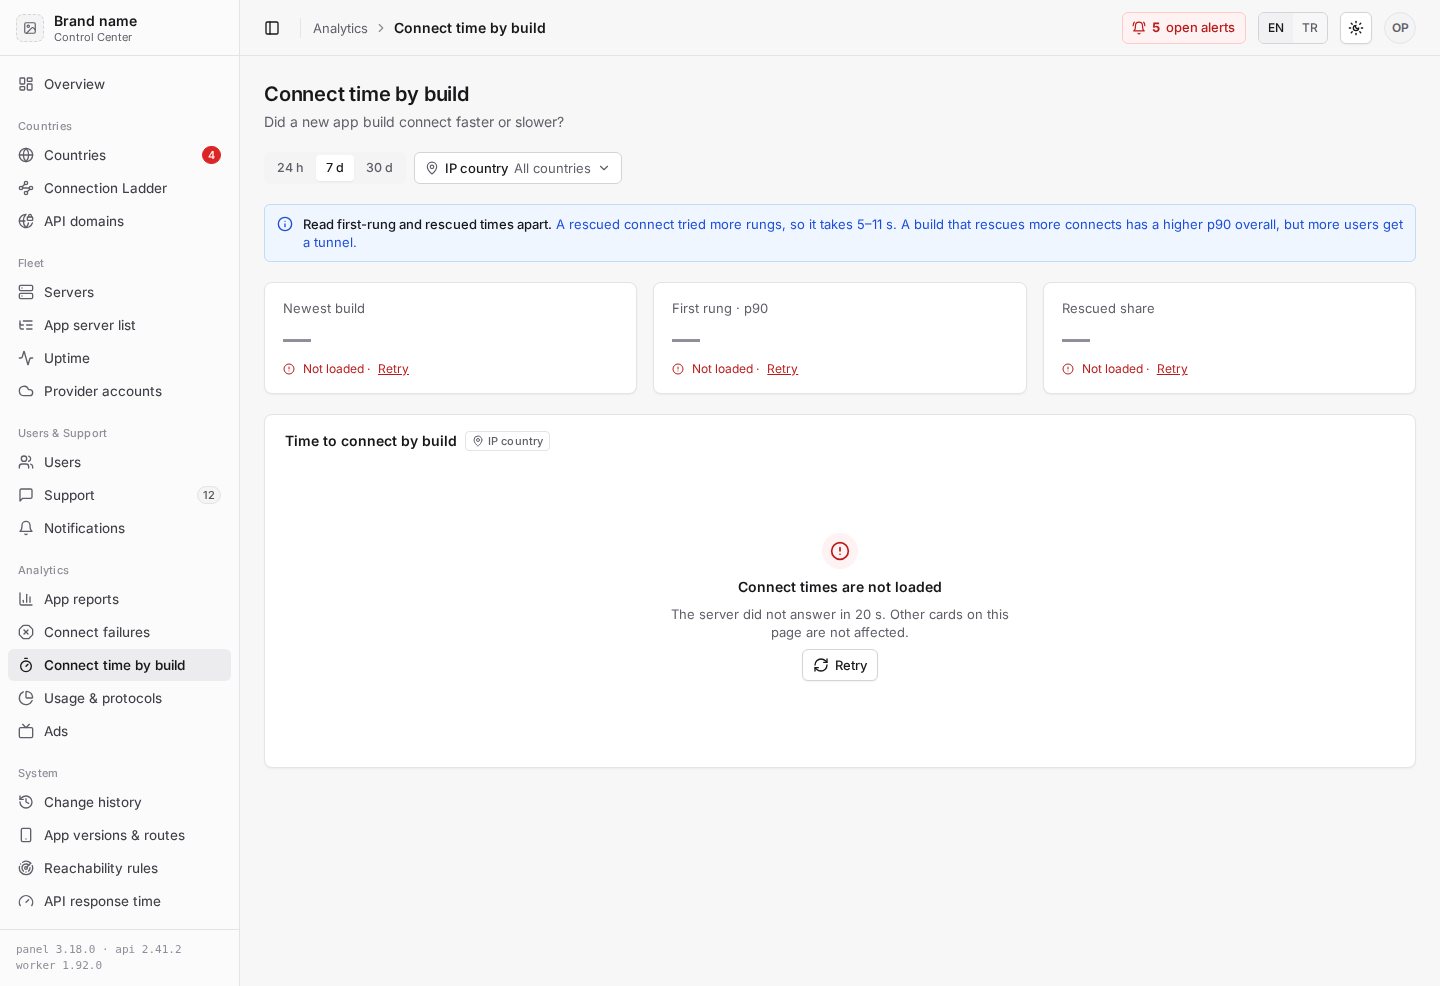 Brand name
Control Center
Overview
Countries
Countries 4
Connection Ladder
API domains
Fleet
Servers
App server list
Uptime
Provider accounts
Users & Support
Users
Support 12
Notifications
Analytics
App reports
Connect failures
Connect time by build
Usage & protocols
Ads
System
Change history
App versions & routes
Reachability rules
API response time
panel 3.18.0 · api 2.41.2
worker 1.92.0
Analytics > Connect time by build
5 open alerts
EN TR
OP
Connect time by build
Did a new app build connect faster or slower?
24 h 7 d 30 d
IP country All countries
Read first-rung and rescued times apart. A rescued connect tried more rungs, so it takes 5–11 s. A build that rescues more connects has a higher p90 overall, but more users get
a tunnel.
Newest build
—
Not loaded · Retry
First rung · p90
—
Not loaded · Retry
Rescued share
—
Not loaded · Retry
Time to connect by build IP country
Connect times are not loaded
The server did not answer in 20 s. Other cards on this
page are not affected.
Retry